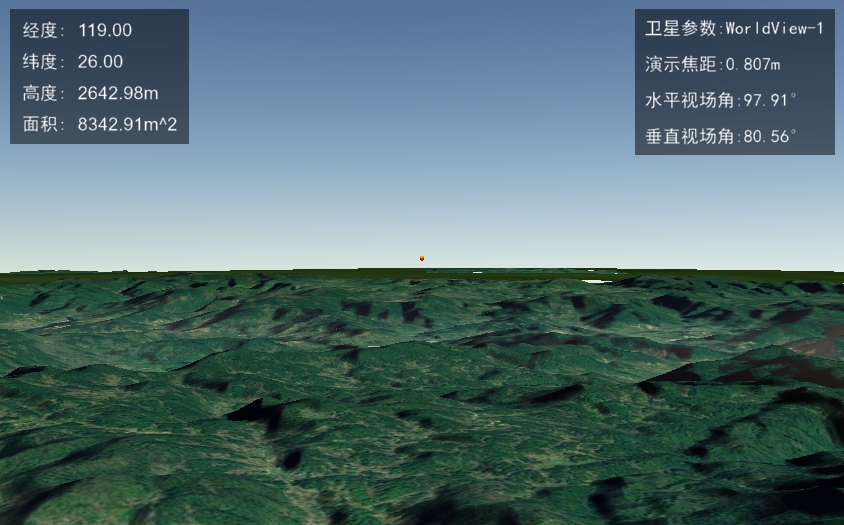 经度: 119.00
纬度: 26.00
高度: 2642.98m
面积: 8342.91m^2
卫星参数:WorldView-1
演示焦距:0.807m
水平视场角:97.91°
垂直视场角:80.56°